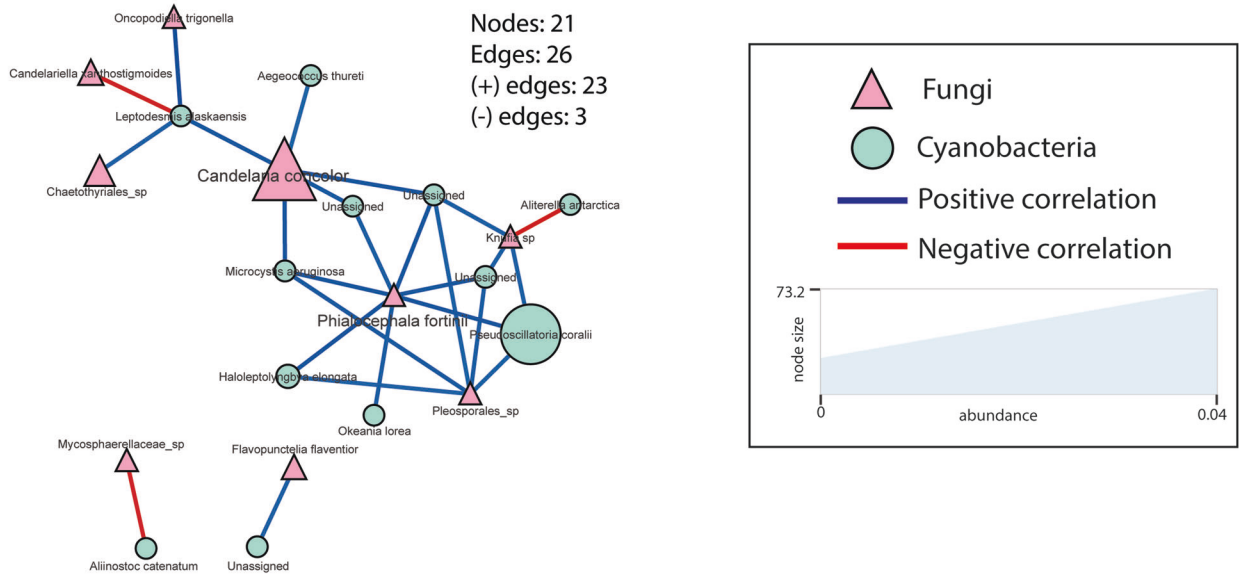 Oncopodiella trigonella
Nodes: 21
Edges: 26
(+) edges: 23
(-) edges: 3
Candelariella xanthostigmoides
Aegeococcus thureti
Leptodesmis alaskaensis
Chaetothyriales_sp
Candelaria concolor
Unassigned
Unassigned
Aliterella antarctica
Knufia sp
Microcystis aeruginosa
Unassigned
Phialocephala fortinii
Pseudoscillatoria coralii
Haloleptolyngbya elongata
Pleosporales_sp
Okeania lorea
Mycosphaerellaceae_sp
Flavopunctelia flaventior
Aliinostoc catenatum
Unassigned
Fungi
Cyanobacteria
Positive correlation
Negative correlation
73.2
node size
0
abundance
0.04